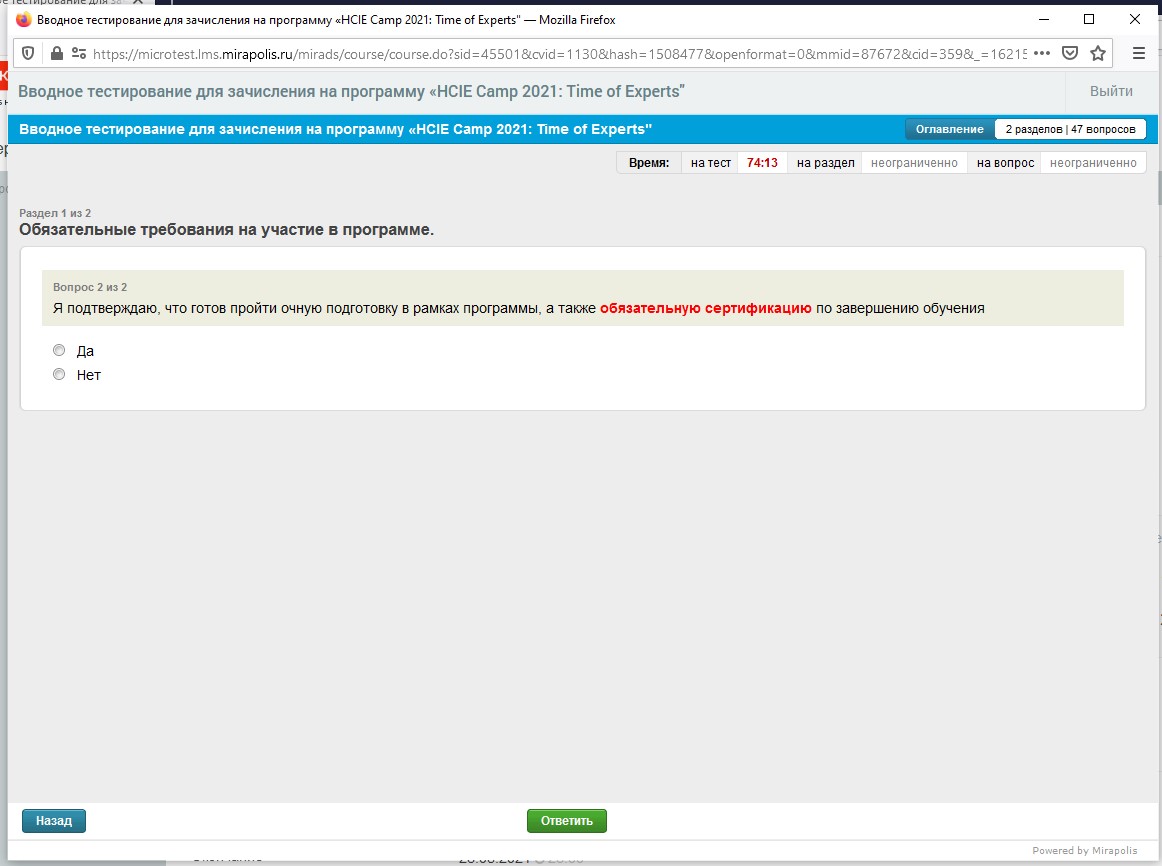 Вводное тестирование для зачисления на программу «HCIE Camp 2021: Time of Experts" — Mozilla Firefox
https://microtest.lms.mirapolis.ru/mirads/course/course.do?sid=45501&cvid=1130&hash=1508477&openformat=0&mmid=87672&cid=359&_=16215
Вводное тестирование для зачисления на программу «HCIE Camp 2021: Time of Experts" Выйти
Вводное тестирование для зачисления на программу «HCIE Camp 2021: Time of Experts" Оглавление 2 разделов | 47 вопросов
Время: на тест 74:13 на раздел неограниченно на вопрос неограниченно
Раздел 1 из 2
Обязательные требования на участие в программе.
Вопрос 2 из 2
Я подтверждаю, что готов пройти очную подготовку в рамках программы, а также обязательную сертификацию по завершению обучения
Да
Нет
Назад Ответить
Powered by Mirapolis